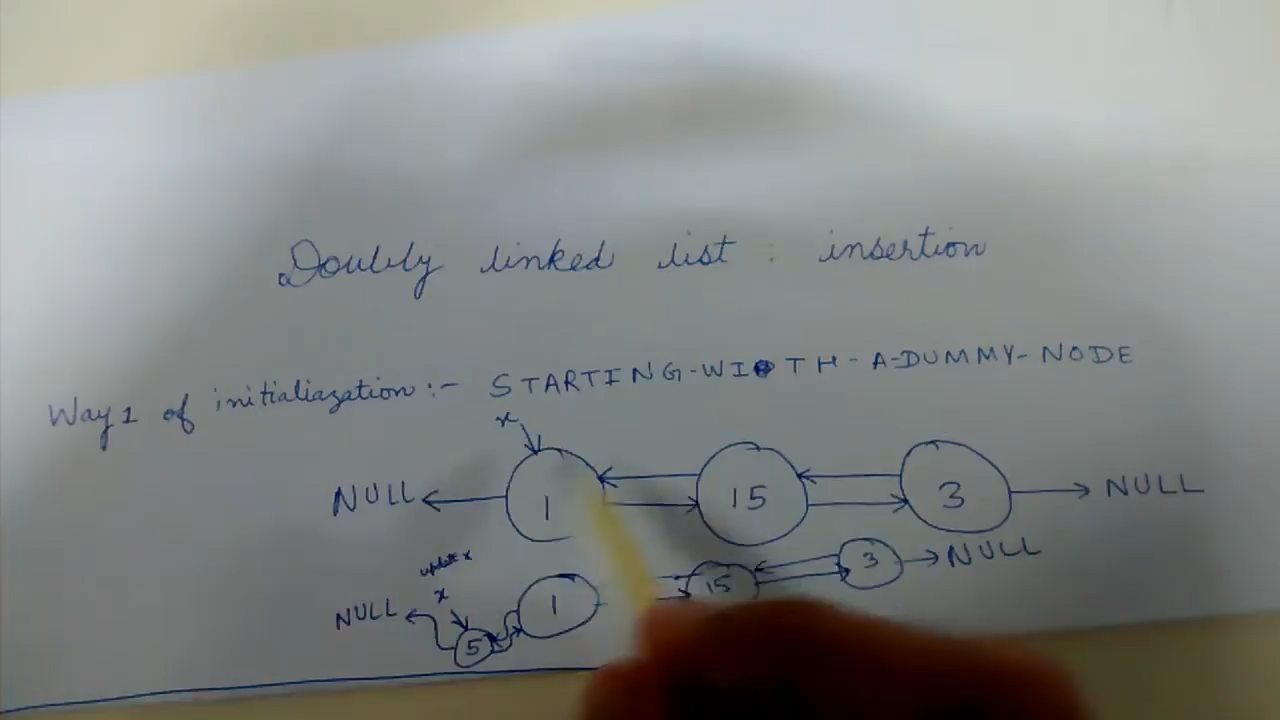 Doubly linked list : insertion
Way 1 of initialiazation :- STARTING-WITH-A-DUMMY-NODE
x
NULL 1 15 3 NULL
update x
x
NULL 5 1 15 3 NULL